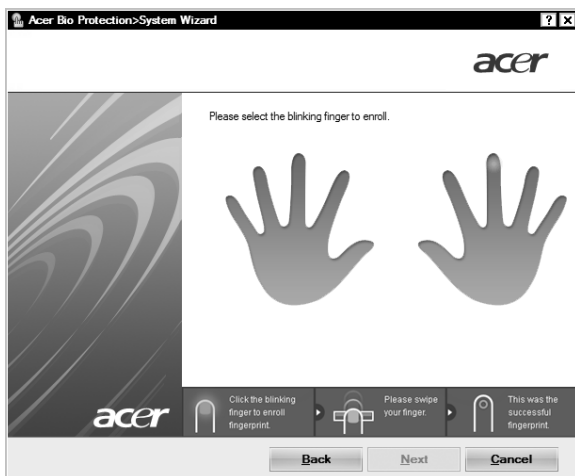 Acer Bio Protection>System Wizard
acer
Please select the blinking finger to enroll.
acer
Click the blinking
finger to enroll
fingerprint.
Please swipe
your finger.
This was the
successful
fingerprint.
Back
Next
Cancel